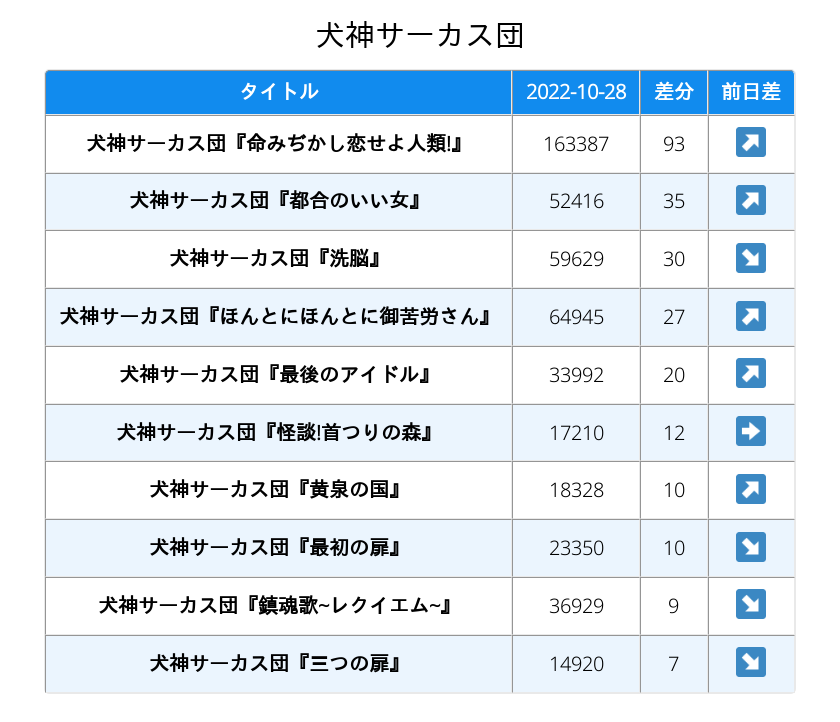 犬神サーカス団
タイトル 2022-10-28 差分 前日差
犬神サーカス団『命みぢかし恋せよ人類!』 163387 93 ↗
犬神サーカス団『都合のいい女』 52416 35 ↗
犬神サーカス団『洗脳』 59629 30 ↘
犬神サーカス団『ほんとにほんとに御苦労さん』 64945 27 ↗
犬神サーカス団『最後のアイドル』 33992 20 ↗
犬神サーカス団『怪談!首つりの森』 17210 12 ➡
犬神サーカス団『黄泉の国』 18328 10 ↗
犬神サーカス団『最初の扉』 23350 10 ↘
犬神サーカス団『鎮魂歌~レクイエム~』 36929 9 ↘
犬神サーカス団『三つの扉』 14920 7 ↘